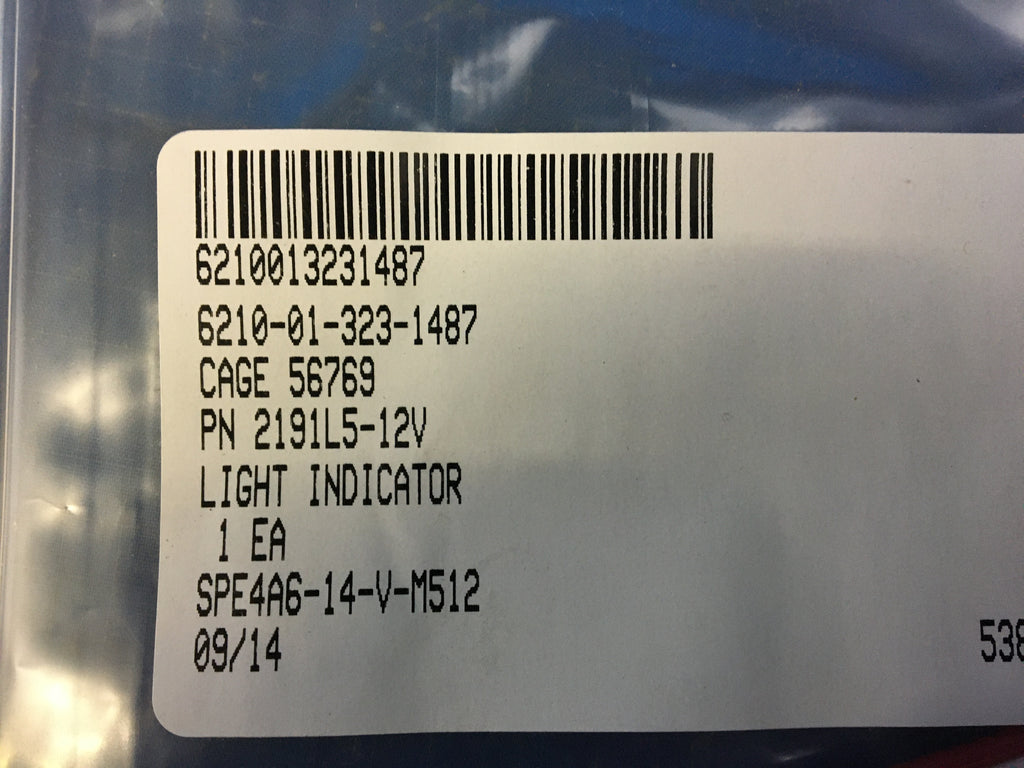 6210013231487
6210-01-323-1487
CAGE 56769
PN 2191L5-12V
LIGHT INDICATOR
1 EA
SPE4A6-14-V-M512
09/14